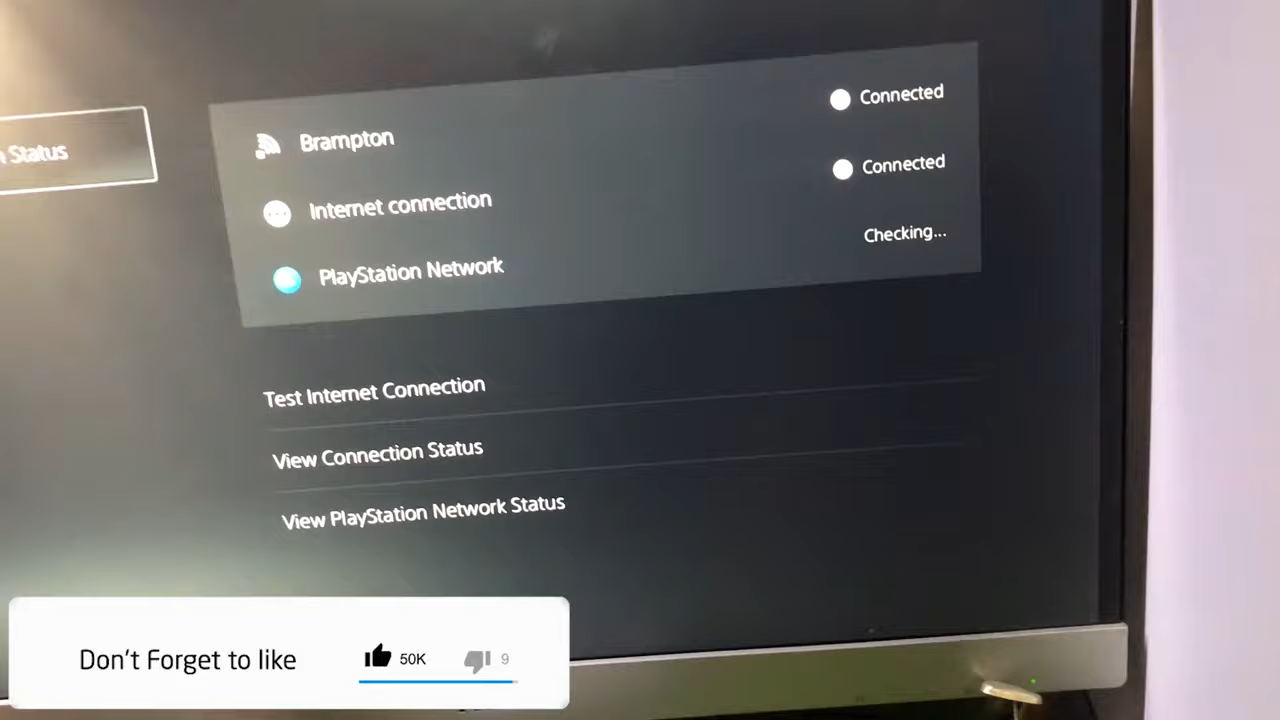 n Status
Brampton
Connected
Internet connection
Connected
PlayStation Network
Checking...
Test Internet Connection
View Connection Status
View PlayStation Network Status
Don't Forget to like
50K
9